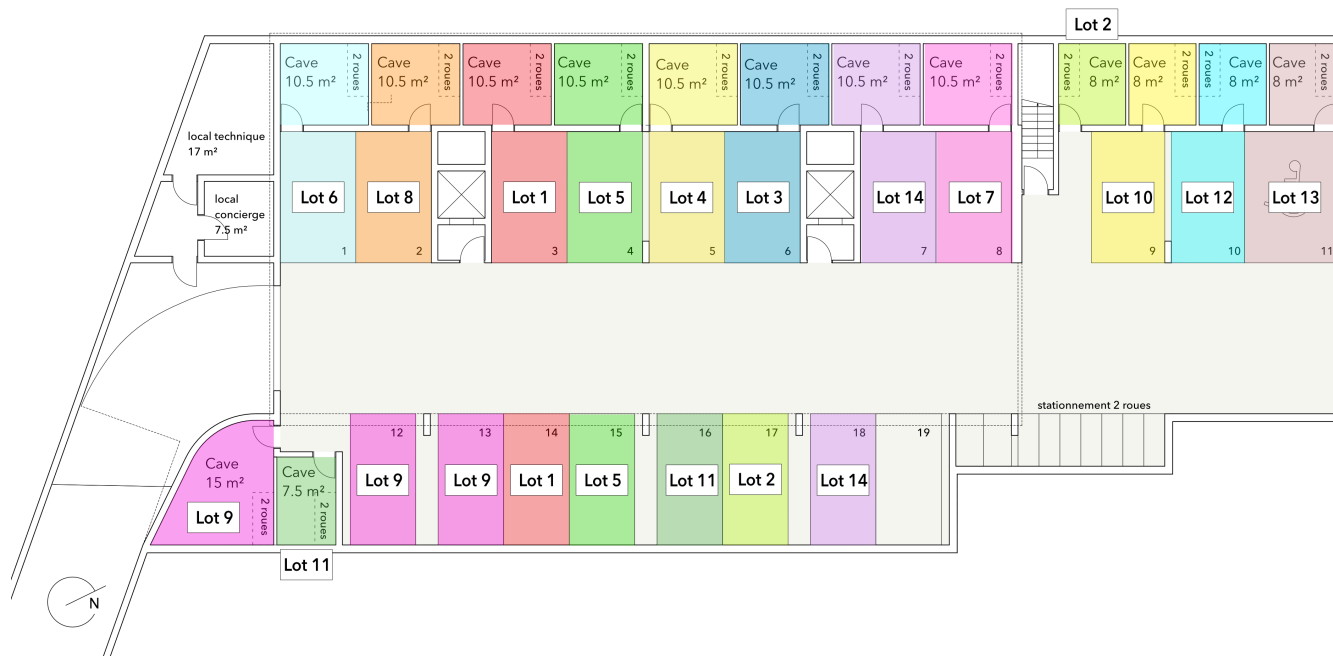 Lot 2
Cave
10.5 m²
2 roues
Cave
10.5 m²
2 roues
Cave
10.5 m²
2 roues
Cave
10.5 m²
2 roues
Cave
10.5 m²
2 roues
Cave
10.5 m²
2 roues
Cave
10.5 m²
2 roues
Cave
10.5 m²
2 roues
2 roues
Cave
8 m²
Cave
8 m²
2 roues
2 roues
Cave
8 m²
Cave
8 m²
2 roues
local technique
17 m²
local
concierge
7.5 m²
Lot 6
1
Lot 8
2
Lot 1
3
Lot 5
4
Lot 4
5
Lot 3
6
Lot 14
7
Lot 7
8
Lot 10
9
Lot 12
10
Lot 13
11
stationnement 2 roues
Cave
15 m²
Lot 9
2 roues
Cave
7.5 m²
2 roues
Lot 11
12
Lot 9
13
Lot 9
14
Lot 1
15
Lot 5
16
Lot 11
17
Lot 2
18
Lot 14
19
N